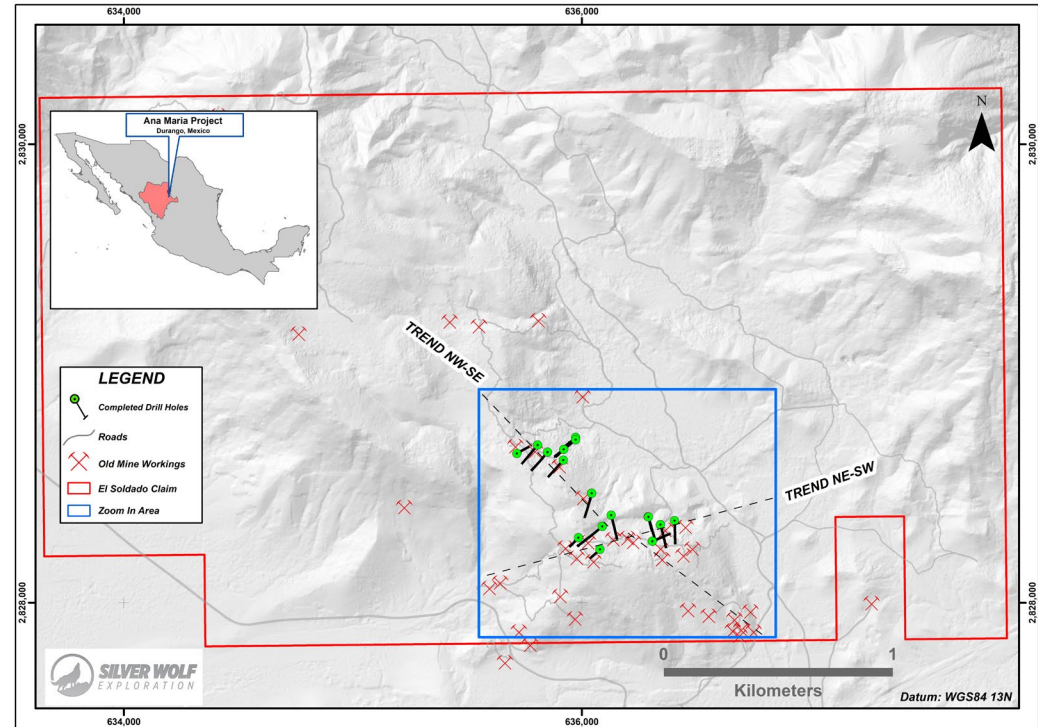 634,000
636,000
2,830,000
2,830,000
N
Ana Maria Project
Durango, Mexico
TREND NW-SE
LEGEND
Completed Drill Holes
Roads
Old Mine Workings
El Soldado Claim
Zoom In Area
TREND NE-SW
2,828,000
2,828,000
SILVER WOLF
EXPLORATION
0
1
Kilometers
Datum: WGS84 13N
634,000
636,000